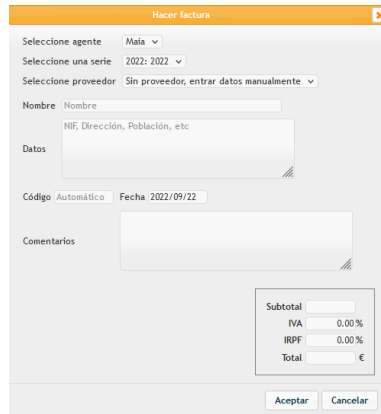 Hacer factura
Seleccione agente Maia
Seleccione una serie 2022: 2022
Seleccione proveedor Sin proveedor, entrar datos manualmente
Nombre Nombre
NIF, Dirección, Población, etc
Datos
Código Automático Fecha 2022/09/22
Comentarios
Subtotal
IVA 0.00 %
IRPF 0.00 %
Total €
Aceptar Cancelar